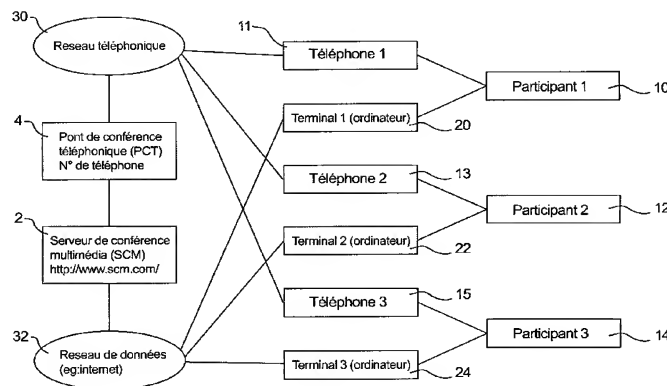 30
Reseau téléphonique
11
Téléphone 1
Participant 1
10
Terminal 1 (ordinateur)
20
4
Pont de conférence
téléphonique (PCT)
N° de téléphone
Téléphone 2
13
Participant 2
12
2
Serveur de conférence
multimédia (SCM)
http://www.scm.com/
Terminal 2 (ordinateur)
22
Téléphone 3
15
Participant 3
14
32
Reseau de données
(eg:internet)
Terminal 3 (ordinateur)
24